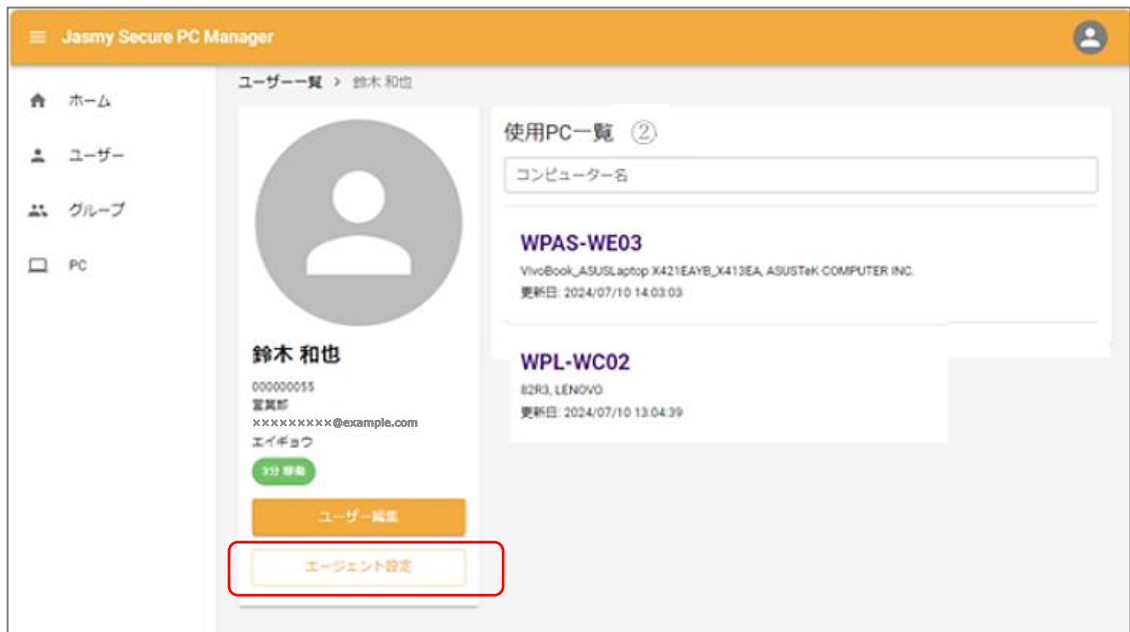 Jasmy Secure PC Manager
ホーム
ユーザー
グループ
PC
ユーザー一覧 > 鈴木 和也
鈴木 和也
000000055
営業部
×××××××××@example.com
エイギョウ
3分 稼働
ユーザー編集
エージェント設定
使用PC一覧 ②
コンピューター名
WPAS-WE03
VivoBook_ASUSLaptop X421EAYB_X413EA, ASUSTeK COMPUTER INC.
更新日: 2024/07/10 14:03:03
WPL-WC02
82R3, LENOVO
更新日: 2024/07/10 13:04:39